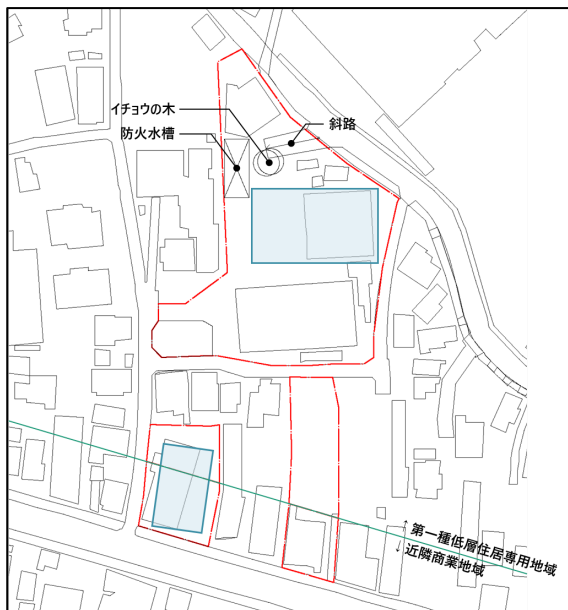 イチョウの木
防火水槽
斜路
↑第一種低層住居専用地域
↓近隣商業地域